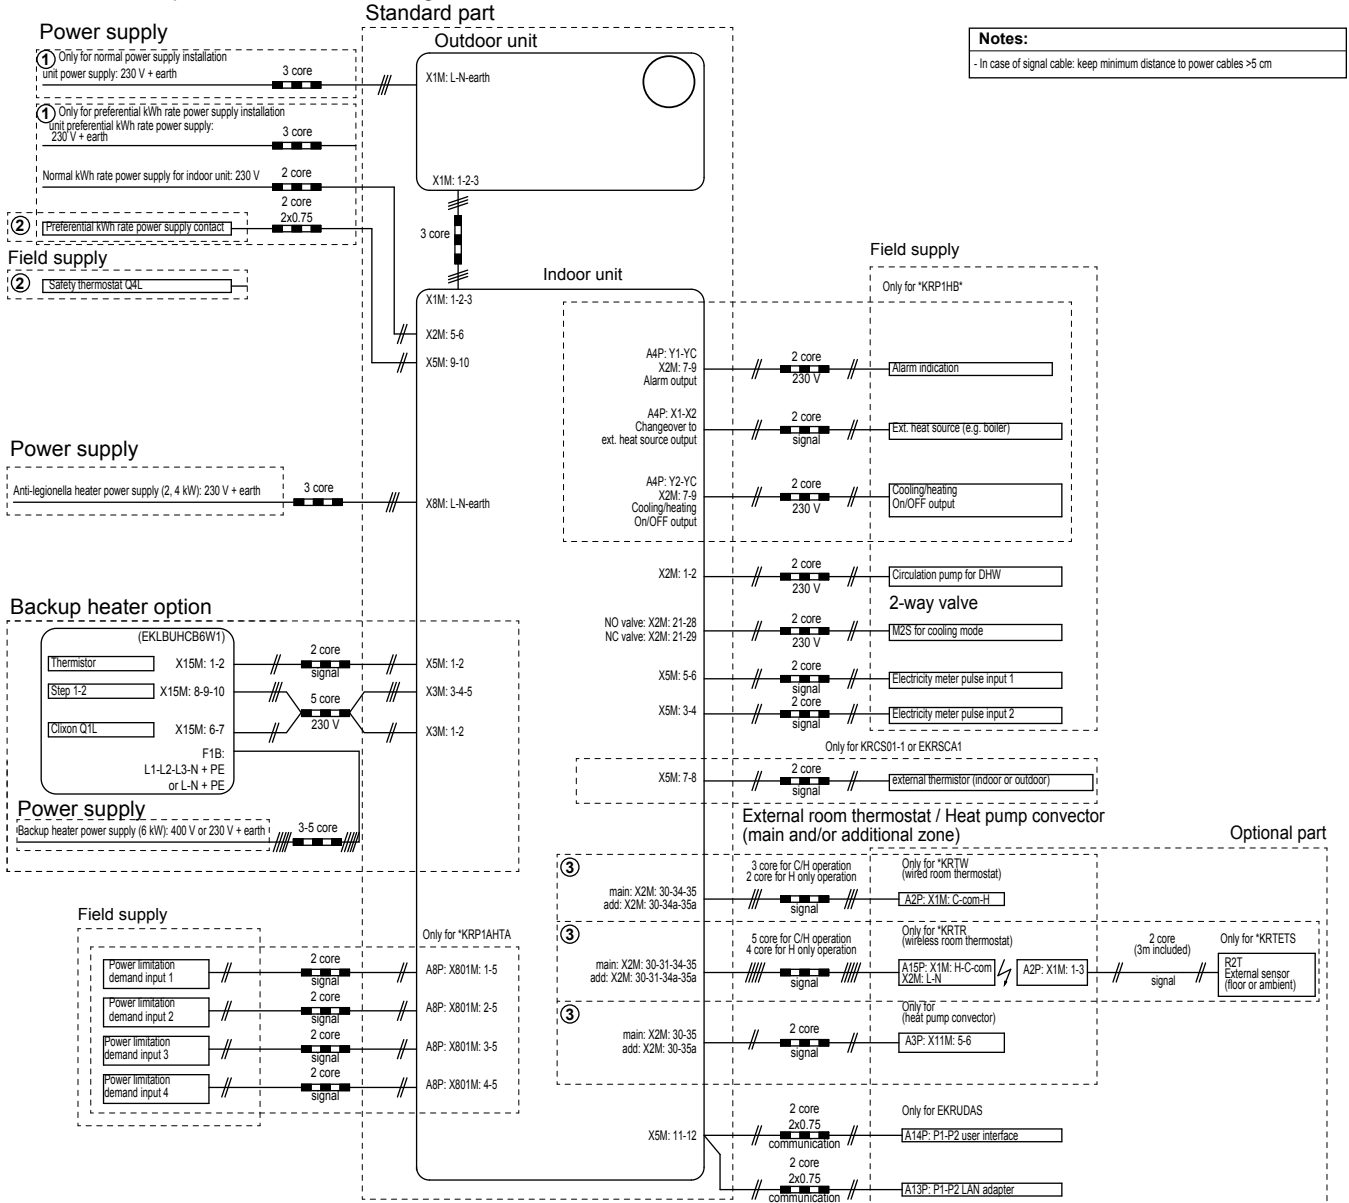 Standard part
Power supply
① Only for normal power supply installation
unit power supply: 230 V + earth
3 core
Outdoor unit
X1M: L-N-earth
X1M: 1-2-3
Notes:
- In case of signal cable: keep minimum distance to power cables >5 cm
① Only for preferential kWh rate power supply installation
unit preferential kWh rate power supply:
230 V + earth
3 core
Normal kWh rate power supply for indoor unit: 230 V
2 core
2 core
2x0.75
② Preferential kWh rate power supply contact
Field supply
② Safety thermostat Q4L
3 core
Indoor unit
X1M: 1-2-3
X2M: 5-6
X5M: 9-10
Power supply
Anti-legionella heater power supply (2, 4 kW): 230 V + earth
3 core
X8M: L-N-earth
Backup heater option
(EKLBUHCB6W1)
Thermistor
X15M: 1-2
2 core
signal
X5M: 1-2
Step 1-2
X15M: 8-9-10
5 core
230 V
X3M: 3-4-5
Clixon Q1L
X15M: 6-7
X3M: 1-2
F1B:
L1-L2-L3-N + PE
or L-N + PE
Power supply
Backup heater power supply (6 kW): 400 V or 230 V + earth
3-5 core
Field supply
Only for *KRP1AHTA
Power limitation
demand input 1
2 core
signal
A8P: X801M: 1-5
Power limitation
demand input 2
2 core
signal
A8P: X801M: 2-5
Power limitation
demand input 3
2 core
signal
A8P: X801M: 3-5
Power limitation
demand input 4
2 core
signal
A8P: X801M: 4-5
Field supply
Only for *KRP1HB*
A4P: Y1-YC
X2M: 7-9
Alarm output
2 core
230 V
Alarm indication
A4P: X1-X2
Changeover to
ext. heat source output
2 core
signal
Ext. heat source (e.g. boiler)
A4P: Y2-YC
X2M: 7-9
Cooling/heating
On/OFF output
2 core
230 V
Cooling/heating
On/OFF output
X2M: 1-2
2 core
230 V
Circulation pump for DHW
2-way valve
NO valve: X2M: 21-28
NC valve: X2M: 21-29
2 core
230 V
M2S for cooling mode
X5M: 5-6
2 core
signal
Electricity meter pulse input 1
X5M: 3-4
2 core
signal
Electricity meter pulse input 2
Only for KRCS01-1 or EKRSCA1
X5M: 7-8
2 core
signal
external thermistor (indoor or outdoor)
External room thermostat / Heat pump convector
(main and/or additional zone)
Optional part
③
main: X2M: 30-34-35
add: X2M: 30-34a-35a
3 core for C/H operation
2 core for H only operation
signal
Only for *KRTW
(wired room thermostat)
A2P: X1M: C-com-H
③
main: X2M: 30-31-34-35
add: X2M: 30-31-34a-35a
5 core for C/H operation
4 core for H only operation
signal
Only for *KRTR
(wireless room thermostat)
A15P: X1M: H-C-com
X2M: L-N
A2P: X1M: 1-3
2 core
(3m included)
signal
Only for *KRTETS
R2T
External sensor
(floor or ambient)
③
main: X2M: 30-35
add: X2M: 30-35a
2 core
signal
Only for
(heat pump convector)
A3P: X11M: 5-6
X5M: 11-12
2 core
2x0.75
communication
Only for EKRUDAS
A14P: P1-P2 user interface
2 core
2x0.75
communication
A13P: P1-P2 LAN adapter